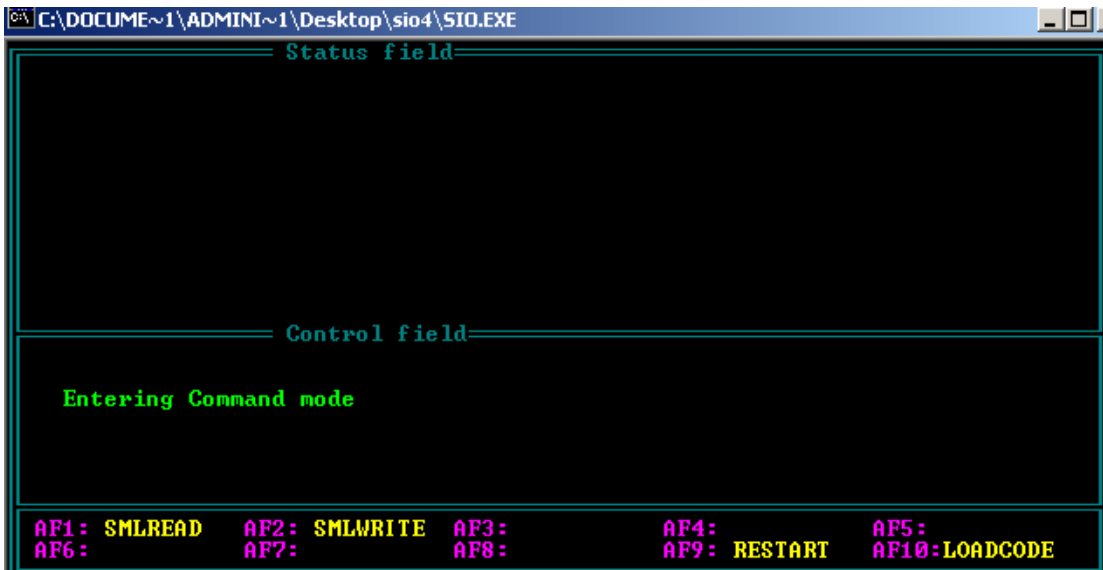 C:\DOCUME~1\ADMINI~1\Desktop\sio4\SIO.EXE
Status field
Control field
Entering Command mode
AF1: SMLREAD AF2: SMLWRITE AF3: AF4: AF5:
AF6: AF7: AF8: AF9: RESTART AF10:LOADCODE